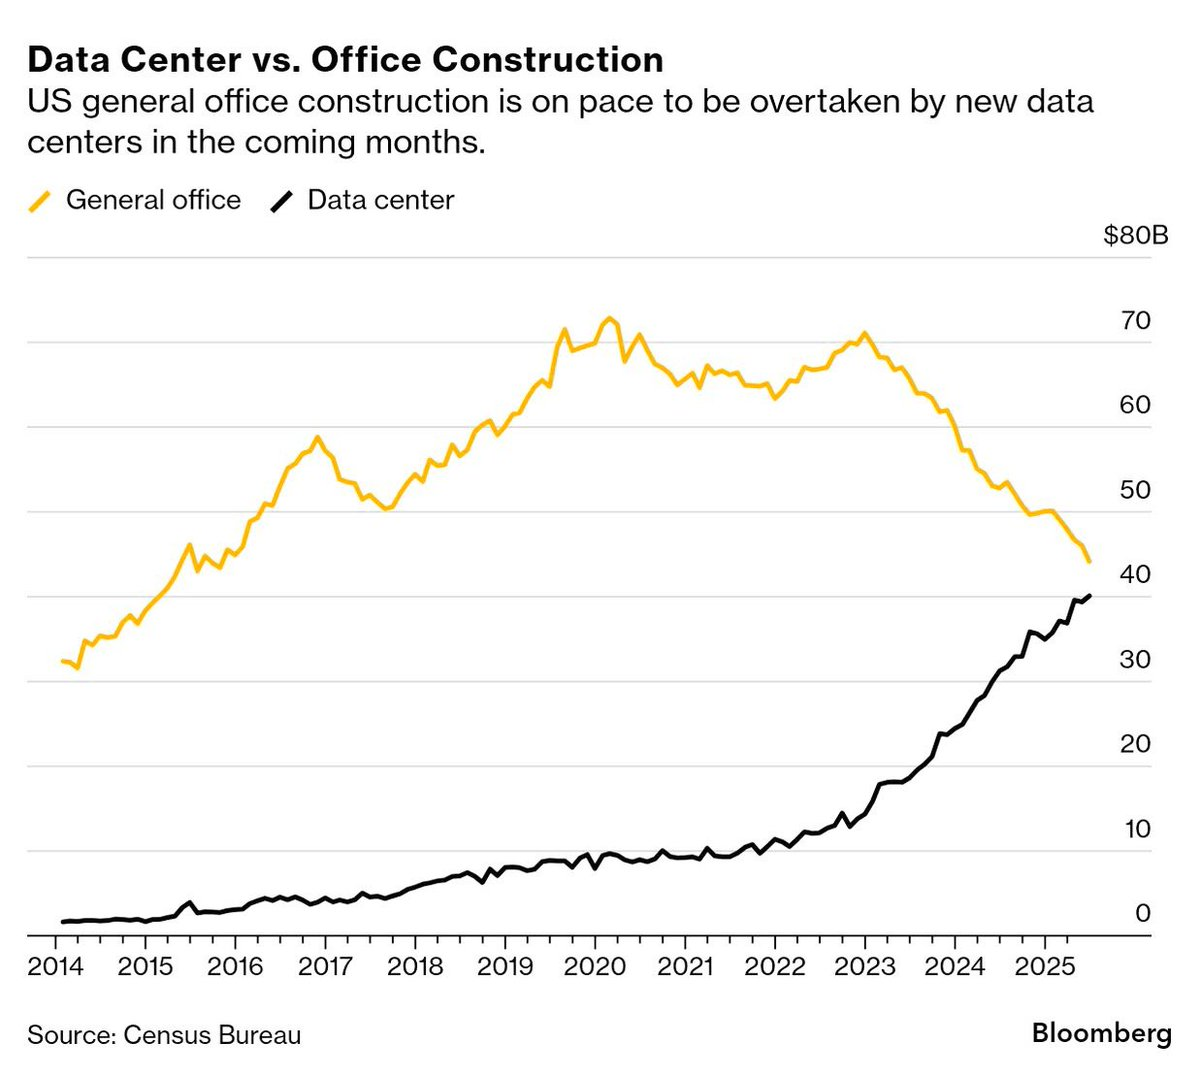 Data Center vs. Office Construction
US general office construction is on pace to be overtaken by new data
centers in the coming months.
General office Data center
$80B
70
60
50
40
30
20
10
0
2014 2015 2016 2017 2018 2019 2020 2021 2022 2023 2024 2025
Source: Census Bureau Bloomberg